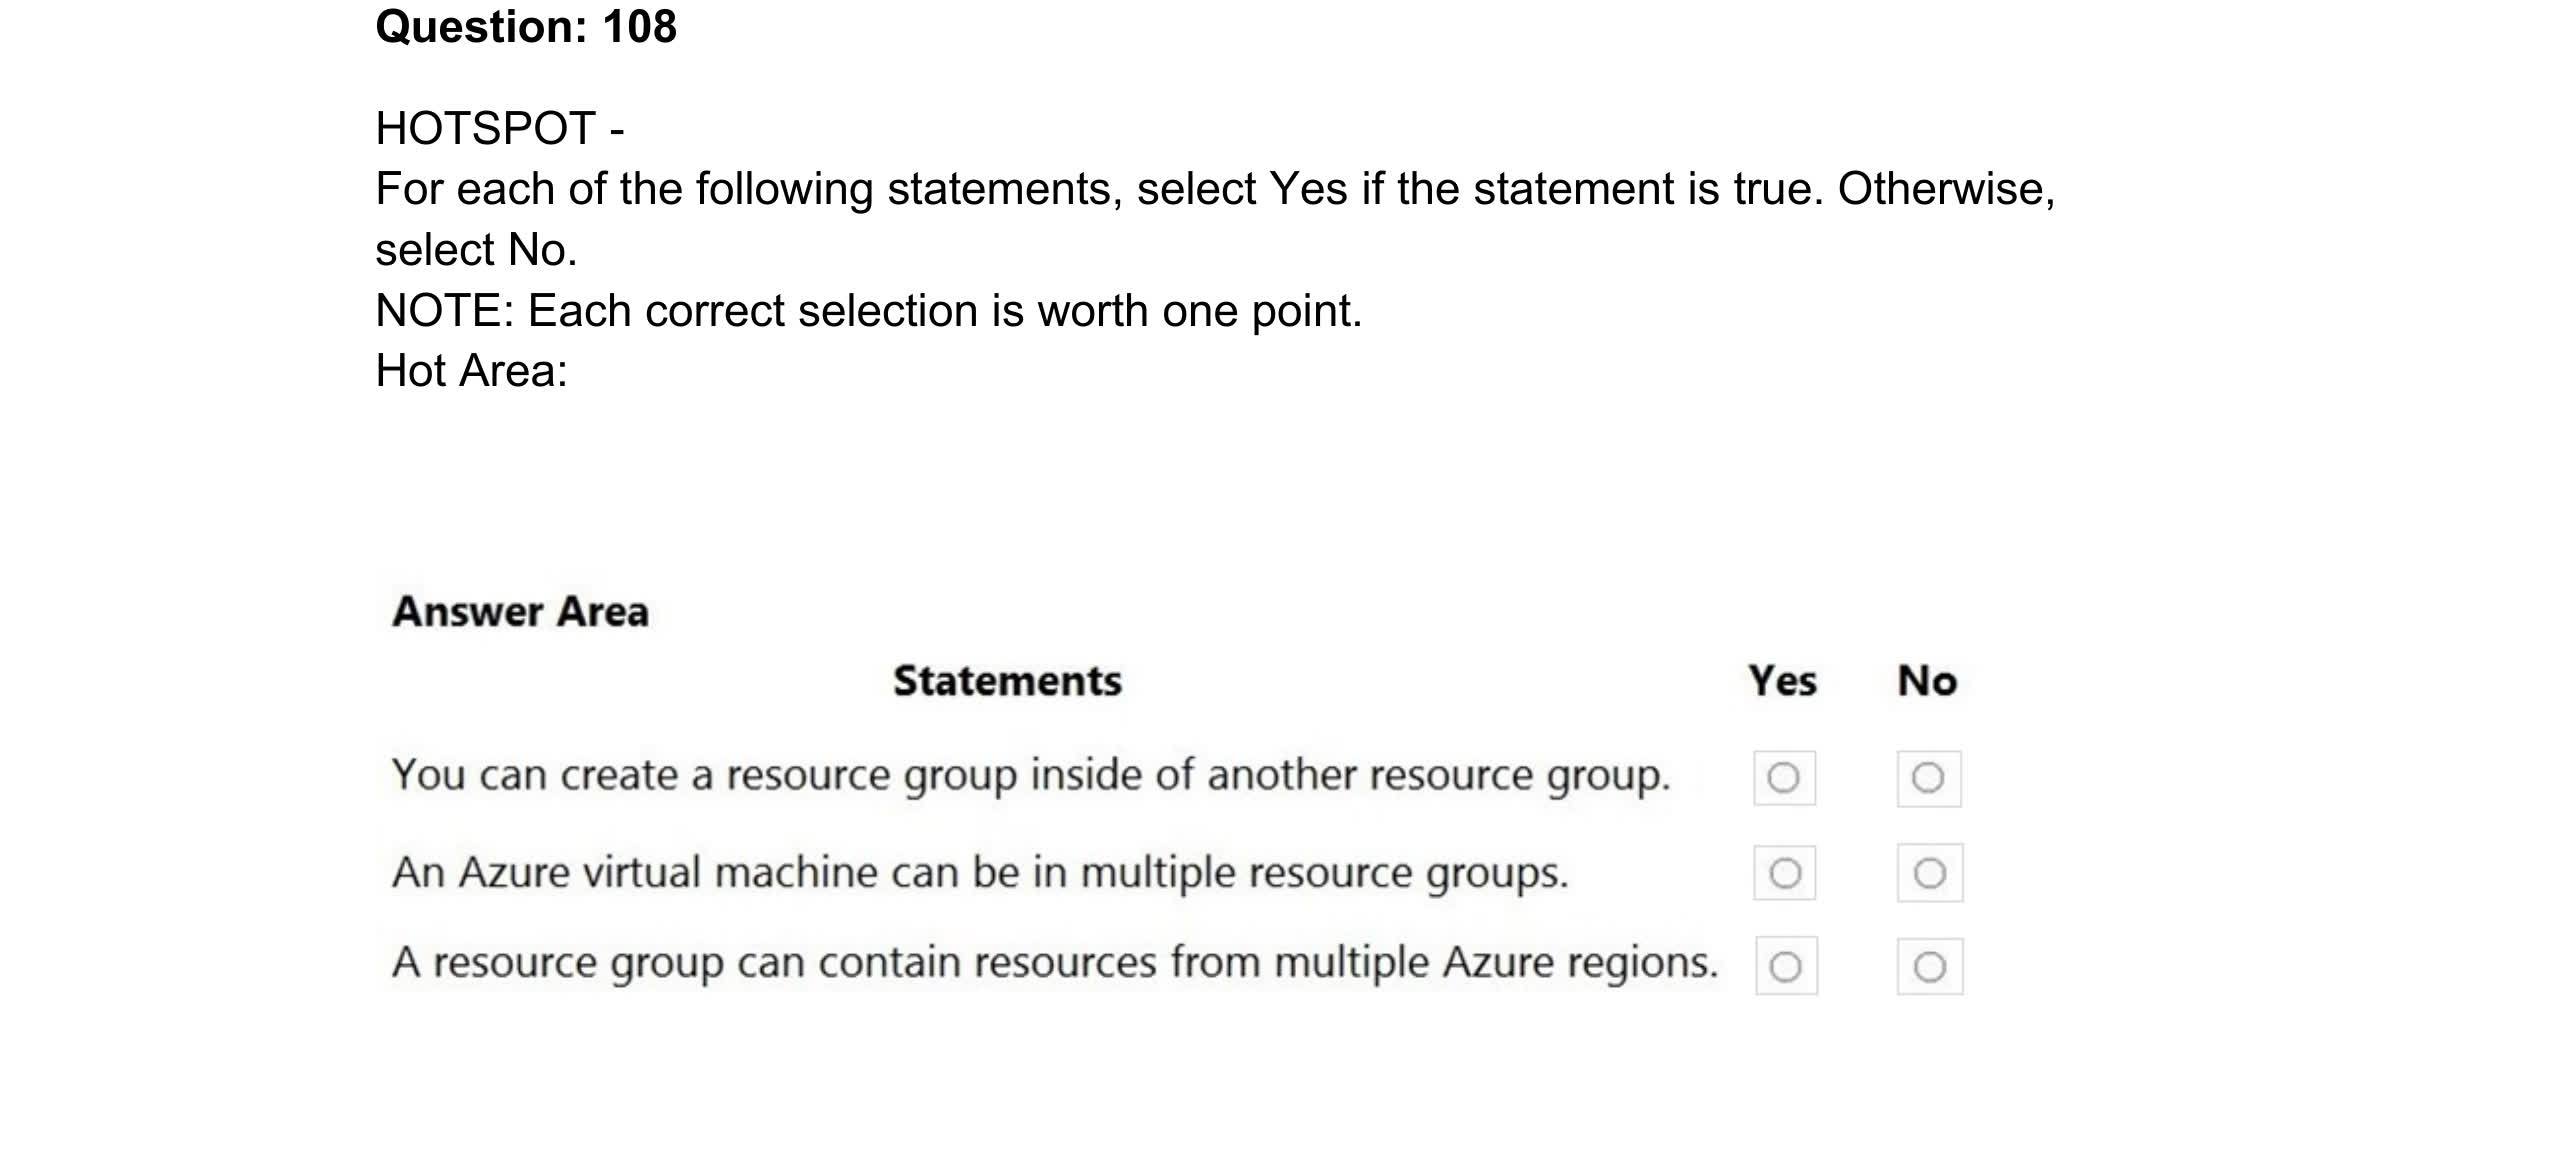 Question: 108
HOTSPOT -
For each of the following statements, select Yes if the statement is true. Otherwise,
select No.
NOTE: Each correct selection is worth one point.
Hot Area:
Answer Area
Statements Yes No
You can create a resource group inside of another resource group.
An Azure virtual machine can be in multiple resource groups.
A resource group can contain resources from multiple Azure regions.